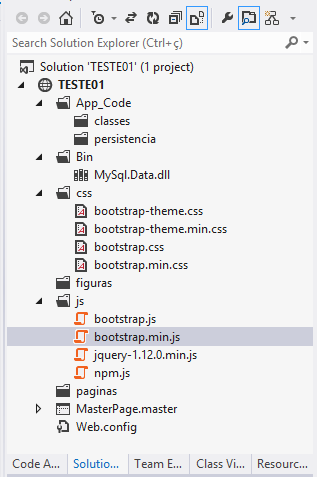 Search Solution Explorer (Ctrl+ç)
Solution 'TESTE01' (1 project)
TESTE01
App_Code
classes
persistencia
Bin
MySql.Data.dll
css
bootstrap-theme.css
bootstrap-theme.min.css
bootstrap.css
bootstrap.min.css
figuras
js
bootstrap.js
bootstrap.min.js
jquery-1.12.0.min.js
npm.js
paginas
MasterPage.master
Web.config
Code A... Solutio... Team E... Class Vi... Resourc...